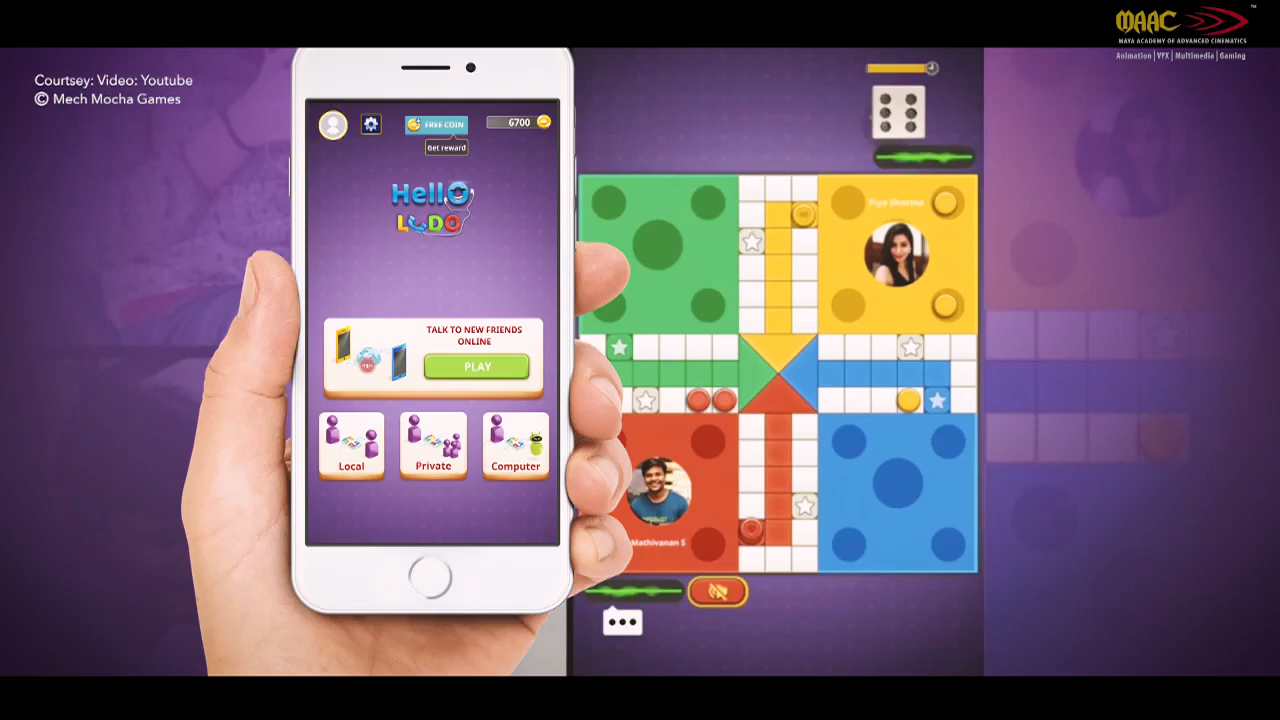 MAAC
TM
MAYA ACADEMY OF ADVANCED CINEMATICS
Animation | VFX | Multimedia | Gaming
Courtsey: Video: Youtube
© Mech Mocha Games
FREE COIN
6700
Get reward
Hello
LUDO
TALK TO NEW FRIENDS
ONLINE
PLAY
Local
Private
Computer
Piya Sharma
Mathivanan S